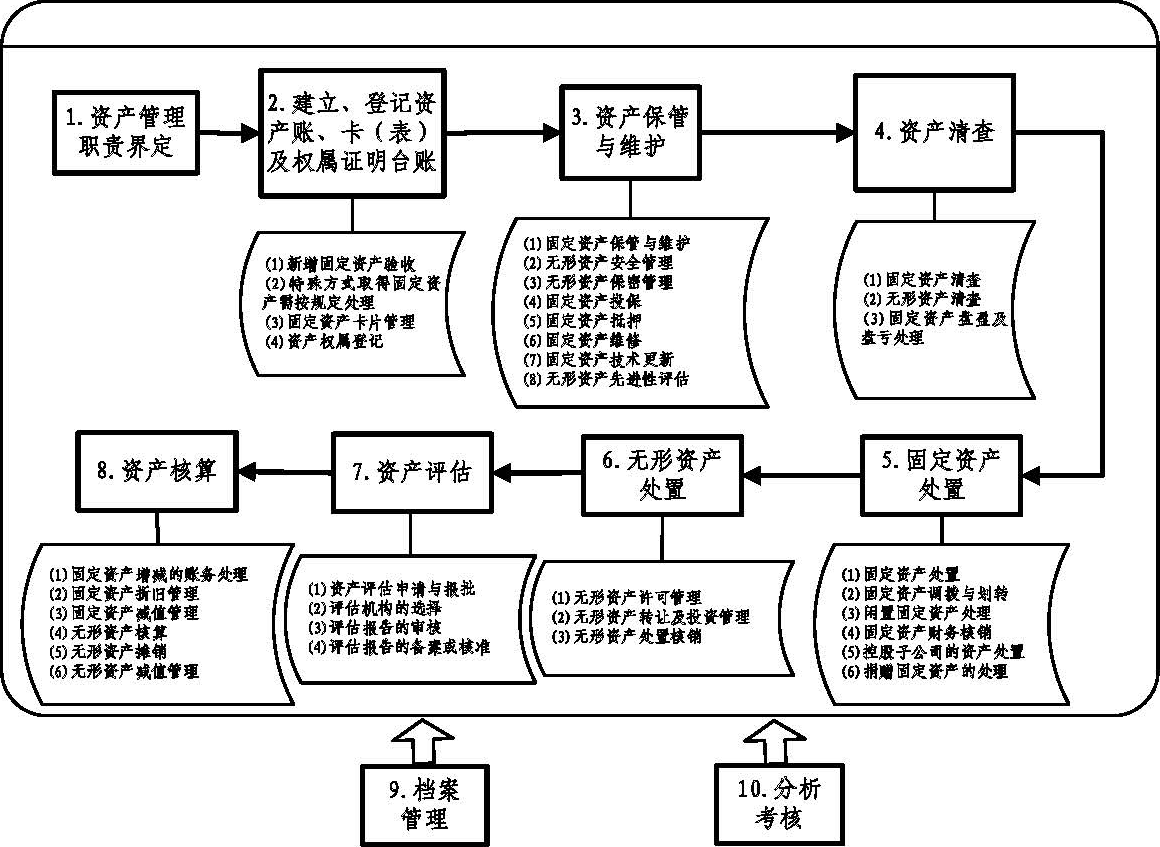 1. 资产管理
职责界定
2. 建立、登记资
产账、卡（表）
及权属证明台账
3. 资产保管
与维护
4. 资产清查
(1) 新增固定资产验收
(2) 特殊方式取得固定资
产需按规定处理
(3) 固定资产卡片管理
(4) 资产权属登记
(1) 固定资产保管与维护
(2) 无形资产安全管理
(3) 无形资产保密管理
(4) 固定资产投保
(5) 固定资产抵押
(6) 固定资产维修
(7) 固定资产技术更新
(8) 无形资产先进性评估
(1) 固定资产清查
(2) 无形资产清查
(3) 固定资产盘盈及
盘亏处理
8. 资产核算
7. 资产评估
6. 无形资产
处置
5. 固定资产
处置
(1) 固定资产增减的账务处理
(2) 固定资产折旧管理
(3) 固定资产减值管理
(4) 无形资产核算
(5) 无形资产摊销
(6) 无形资产减值管理
(1) 资产评估申请与报批
(2) 评估机构的选择
(3) 评估报告的审核
(4) 评估报告的备案或核准
(1) 无形资产许可管理
(2) 无形资产转让及投资管理
(3) 无形资产处置核销
(1) 固定资产处置
(2) 固定资产调拨与划转
(3) 闲置固定资产处理
(4) 固定资产财务核销
(5) 控股子公司的资产处置
(6) 捐赠固定资产的处理
9. 档案
管理
10. 分析
考核